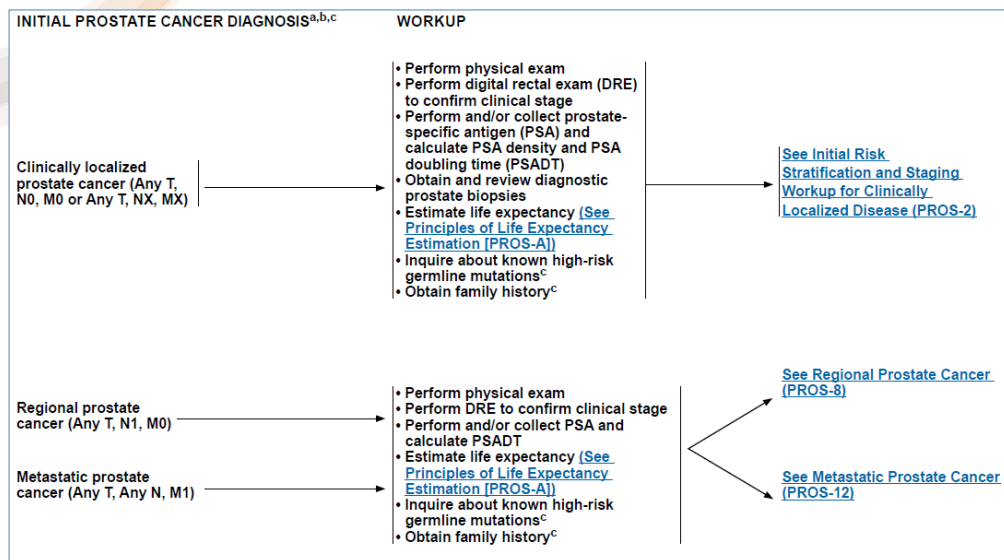 INITIAL PROSTATE CANCER DIAGNOSISa,b,c
WORKUP
Clinically localized
prostate cancer (Any T,
N0, M0 or Any T, NX, MX)
• Perform physical exam
• Perform digital rectal exam (DRE)
to confirm clinical stage
• Perform and/or collect prostate-
specific antigen (PSA) and
calculate PSA density and PSA
doubling time (PSADT)
• Obtain and review diagnostic
prostate biopsies
• Estimate life expectancy (See
Principles of Life Expectancy
Estimation [PROS-A])
• Inquire about known high-risk
germline mutationsc
• Obtain family historyc
See Initial Risk
Stratification and Staging
Workup for Clinically
Localized Disease (PROS-2)
Regional prostate
cancer (Any T, N1, M0)
Metastatic prostate
cancer (Any T, Any N, M1)
• Perform physical exam
• Perform DRE to confirm clinical stage
• Perform and/or collect PSA and
calculate PSADT
• Estimate life expectancy (See
Principles of Life Expectancy
Estimation [PROS-A])
• Inquire about known high-risk
germline mutationsc
• Obtain family historyc
See Regional Prostate Cancer
(PROS-8)
See Metastatic Prostate Cancer
(PROS-12)